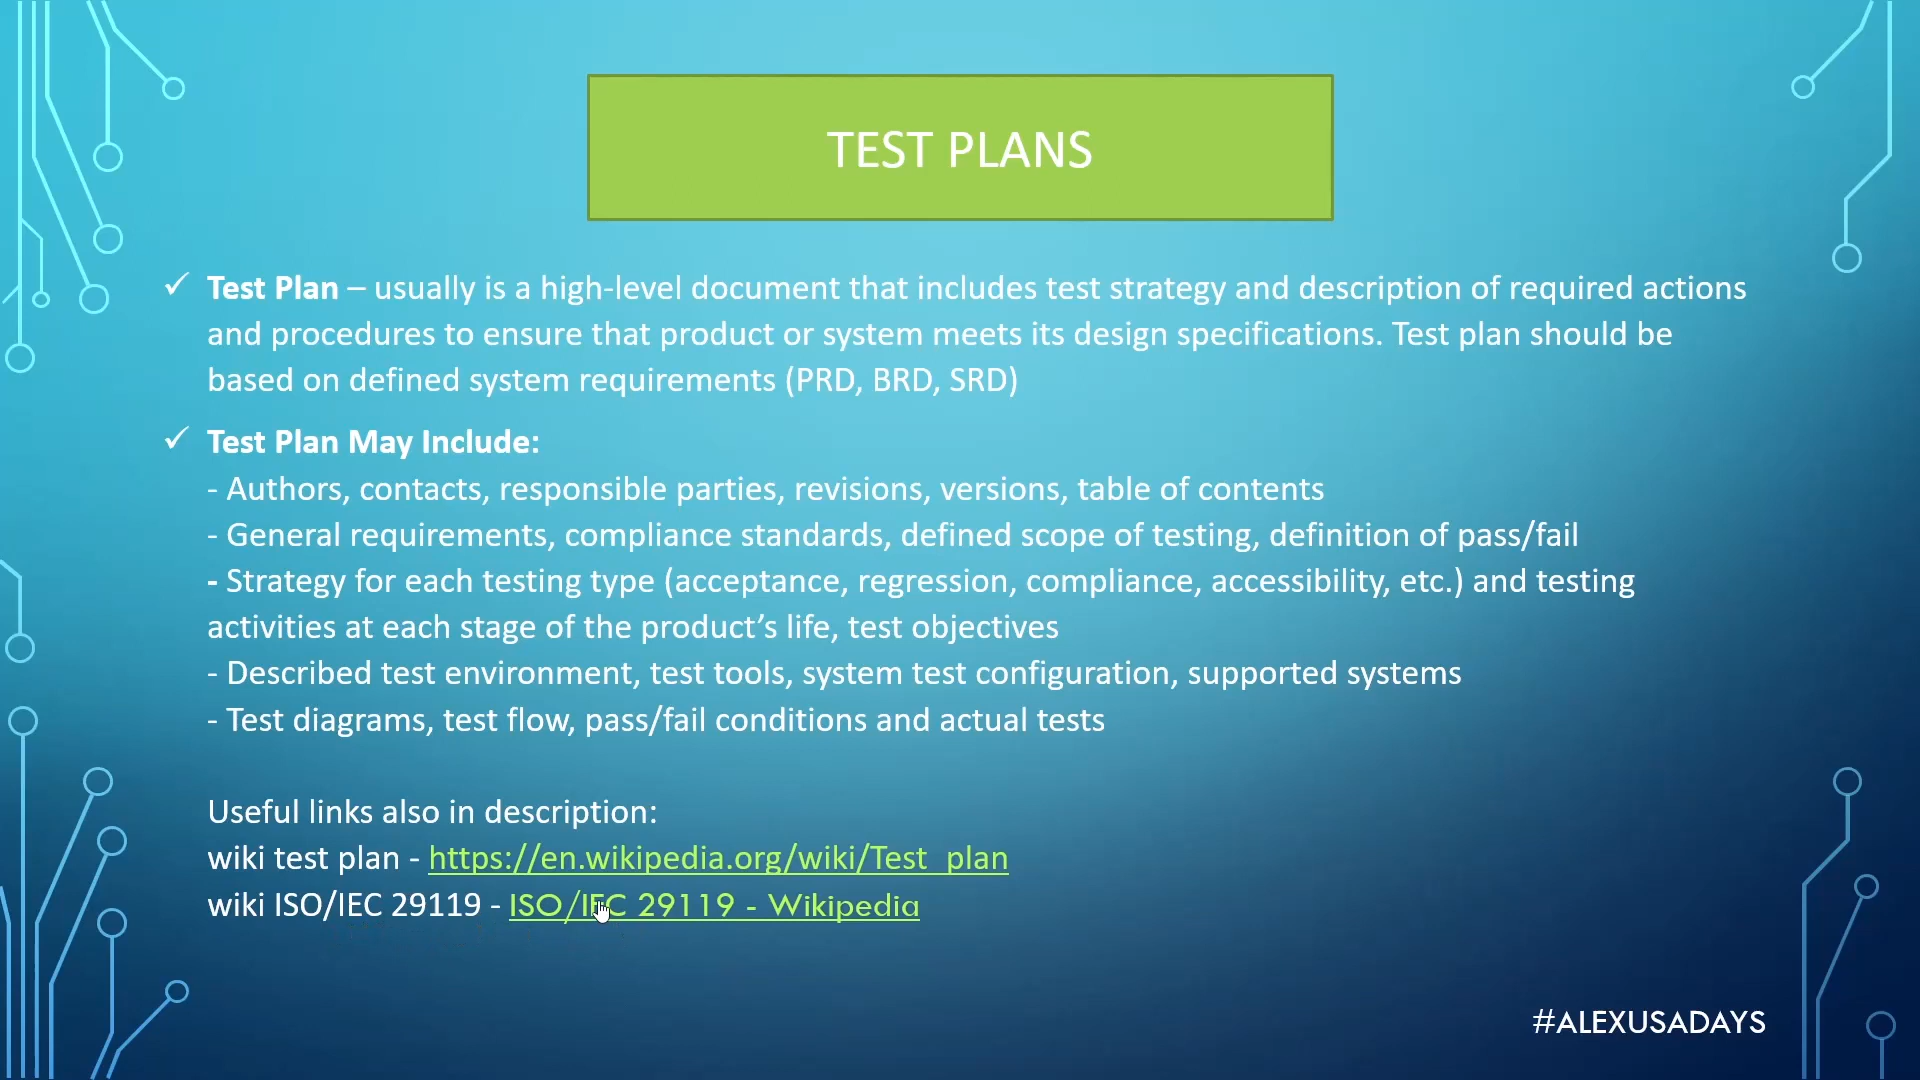 TEST PLANS
✓ Test Plan – usually is a high-level document that includes test strategy and description of required actions
and procedures to ensure that product or system meets its design specifications. Test plan should be
based on defined system requirements (PRD, BRD, SRD)
✓ Test Plan May Include:
- Authors, contacts, responsible parties, revisions, versions, table of contents
- General requirements, compliance standards, defined scope of testing, definition of pass/fail
- Strategy for each testing type (acceptance, regression, compliance, accessibility, etc.) and testing
activities at each stage of the product’s life, test objectives
- Described test environment, test tools, system test configuration, supported systems
- Test diagrams, test flow, pass/fail conditions and actual tests
Useful links also in description:
wiki test plan - https://en.wikipedia.org/wiki/Test_plan
wiki ISO/IEC 29119 - ISO/IEC 29119 - Wikipedia
#ALEXUSADAYS